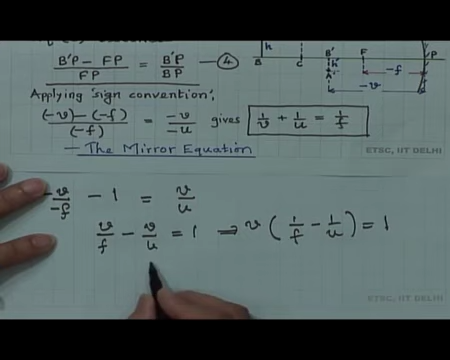 B'P – FP / FP = B'P / BP — ④
Applying 'sign convention',
(-v)-(-f) / (-f) = -v / -u gives 1/v + 1/u = 1/f
— The Mirror Equation
h
B C B' F P
h'
A'
-f
-v
ETSC, IIT DELHI
-v / -f - 1 = v / u
v / f - v / u = 1 ⇒ v ( 1/f - 1/u ) = 1
ETSC, IIT DELHI